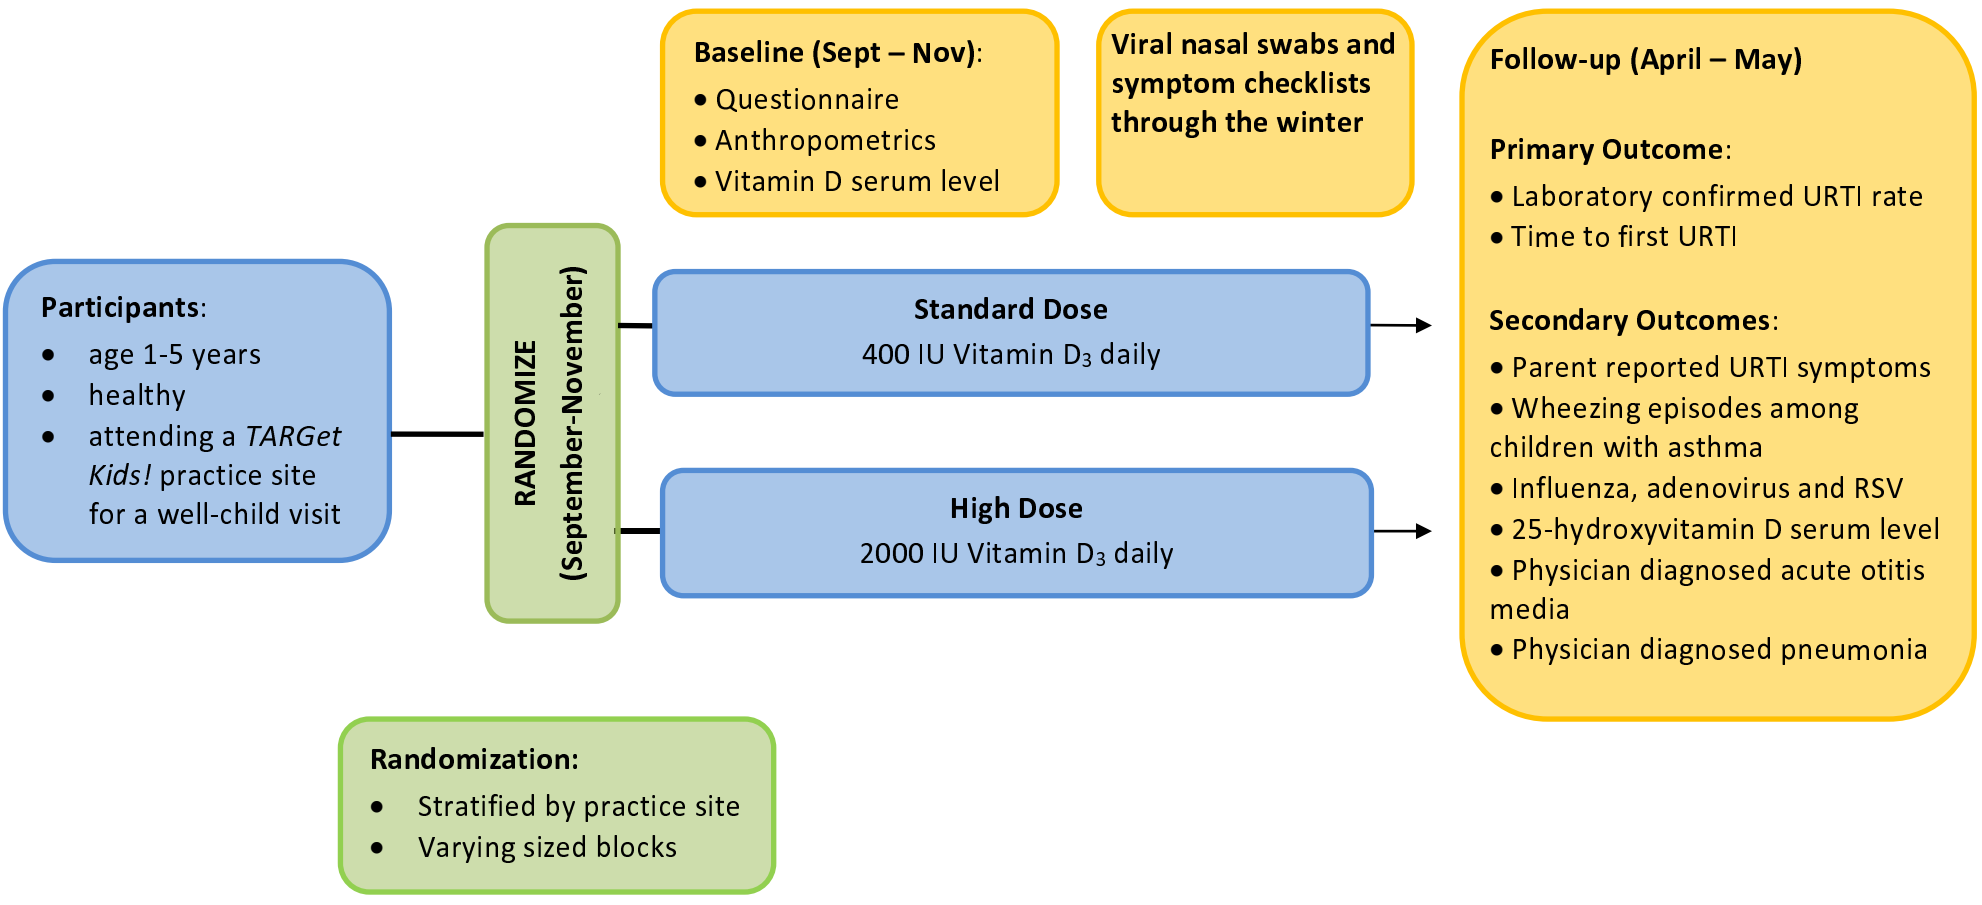 Participants:
• age 1-5 years
• healthy
• attending a TARGet
Kids! practice site
for a well-child visit
RANDOMIZE
(September-November)
Baseline (Sept – Nov):
• Questionnaire
• Anthropometrics
• Vitamin D serum level
Viral nasal swabs and
symptom checklists
through the winter
Standard Dose
400 IU Vitamin D₃ daily
High Dose
2000 IU Vitamin D₃ daily
Follow-up (April – May)
Primary Outcome:
• Laboratory confirmed URTI rate
• Time to first URTI
Secondary Outcomes:
• Parent reported URTI symptoms
• Wheezing episodes among
children with asthma
• Influenza, adenovirus and RSV
• 25-hydroxyvitamin D serum level
• Physician diagnosed acute otitis
media
• Physician diagnosed pneumonia
Randomization:
• Stratified by practice site
• Varying sized blocks